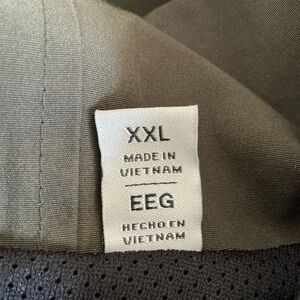 XXL
MADE IN
VIETNAM
EEG
HECHO EN
VIETNAM